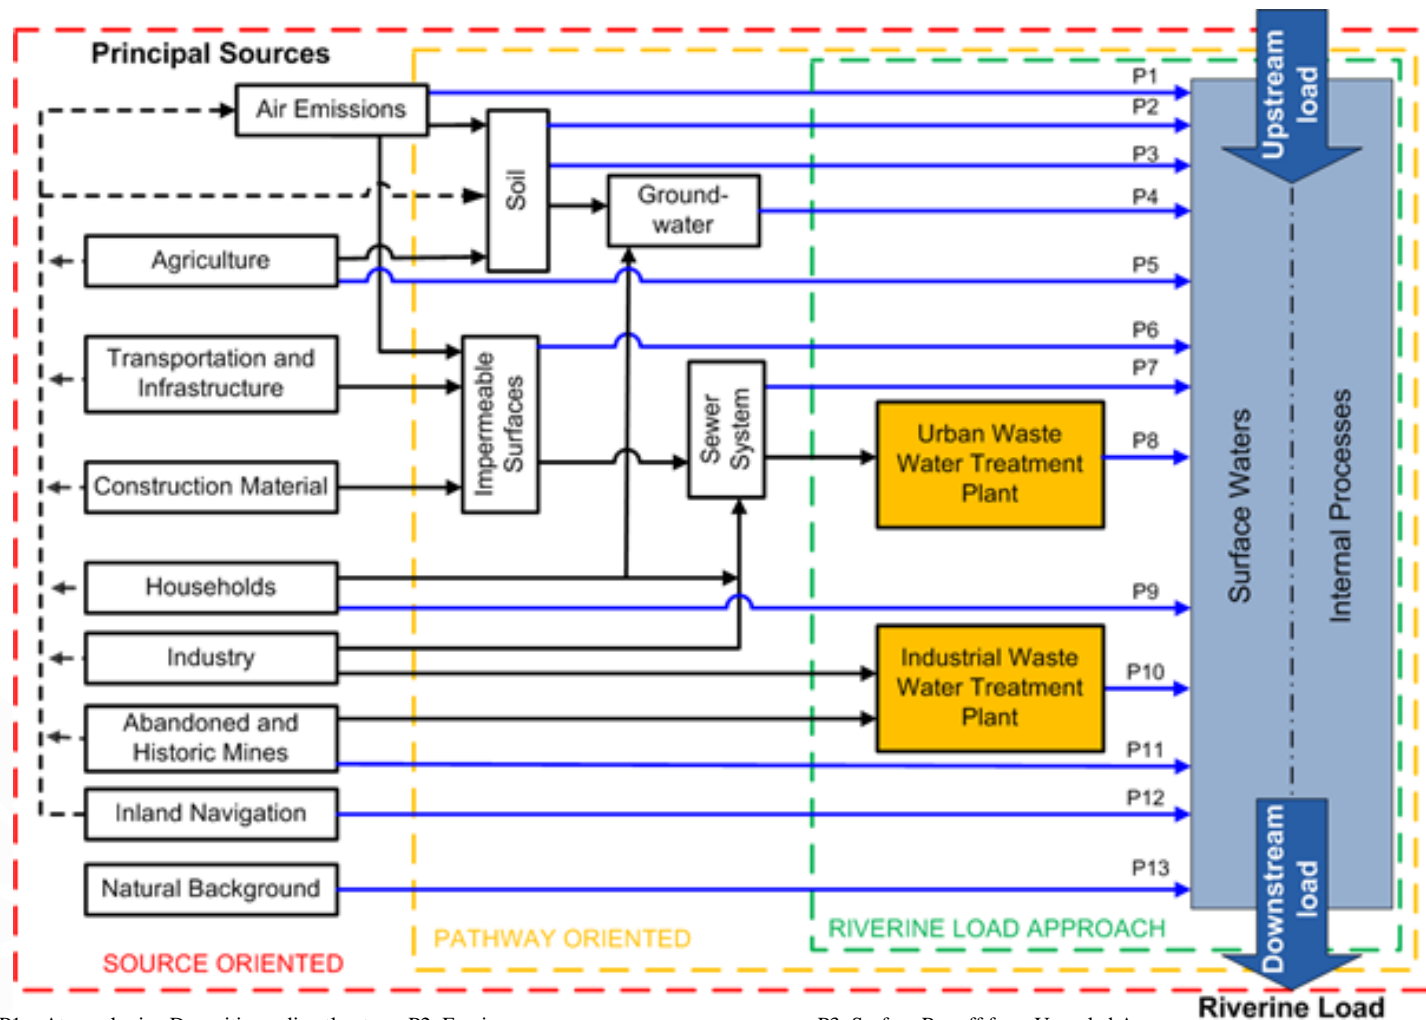 Principal Sources
Upstream
load
Air Emissions
P1
P2
P3
P4
Soil
Ground-
water
Agriculture
P5
Transportation and
Infrastructure
Impermeable
Surfaces
P6
P7
Sewer
System
Urban Waste
Water Treatment
Plant
P8
Construction Material
Surface Waters
Internal Processes
Households
P9
Industry
Industrial Waste
Water Treatment
Plant
P10
Abandoned and
Historic Mines
P11
Inland Navigation
P12
Natural Background
P13
Downstream
load
RIVERINE LOAD APPROACH
PATHWAY ORIENTED
SOURCE ORIENTED
Riverine Load